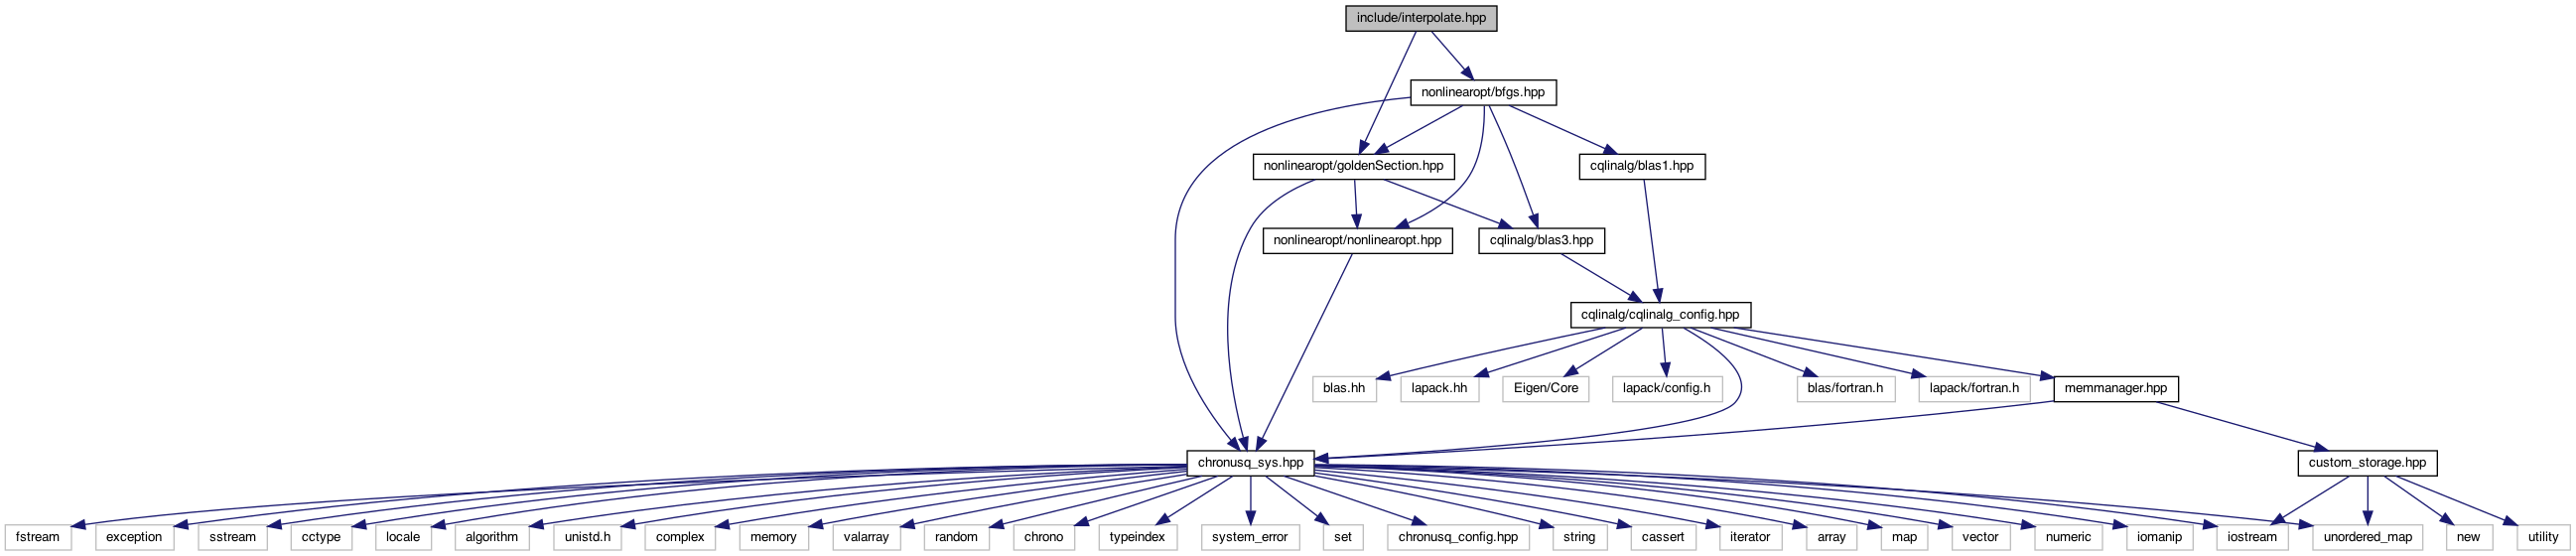 include/interpolate.hpp
nonlinearopt/bfgs.hpp
nonlinearopt/goldenSection.hpp
cqlinalg/blas1.hpp
nonlinearopt/nonlinearopt.hpp
cqlinalg/blas3.hpp
cqlinalg/cqlinalg_config.hpp
blas.hh
lapack.hh
Eigen/Core
lapack/config.h
blas/fortran.h
lapack/fortran.h
memmanager.hpp
chronusq_sys.hpp
custom_storage.hpp
fstream
exception
sstream
cctype
locale
algorithm
unistd.h
complex
memory
valarray
random
chrono
typeindex
system_error
set
chronusq_config.hpp
string
cassert
iterator
array
map
vector
numeric
iomanip
iostream
unordered_map
new
utility